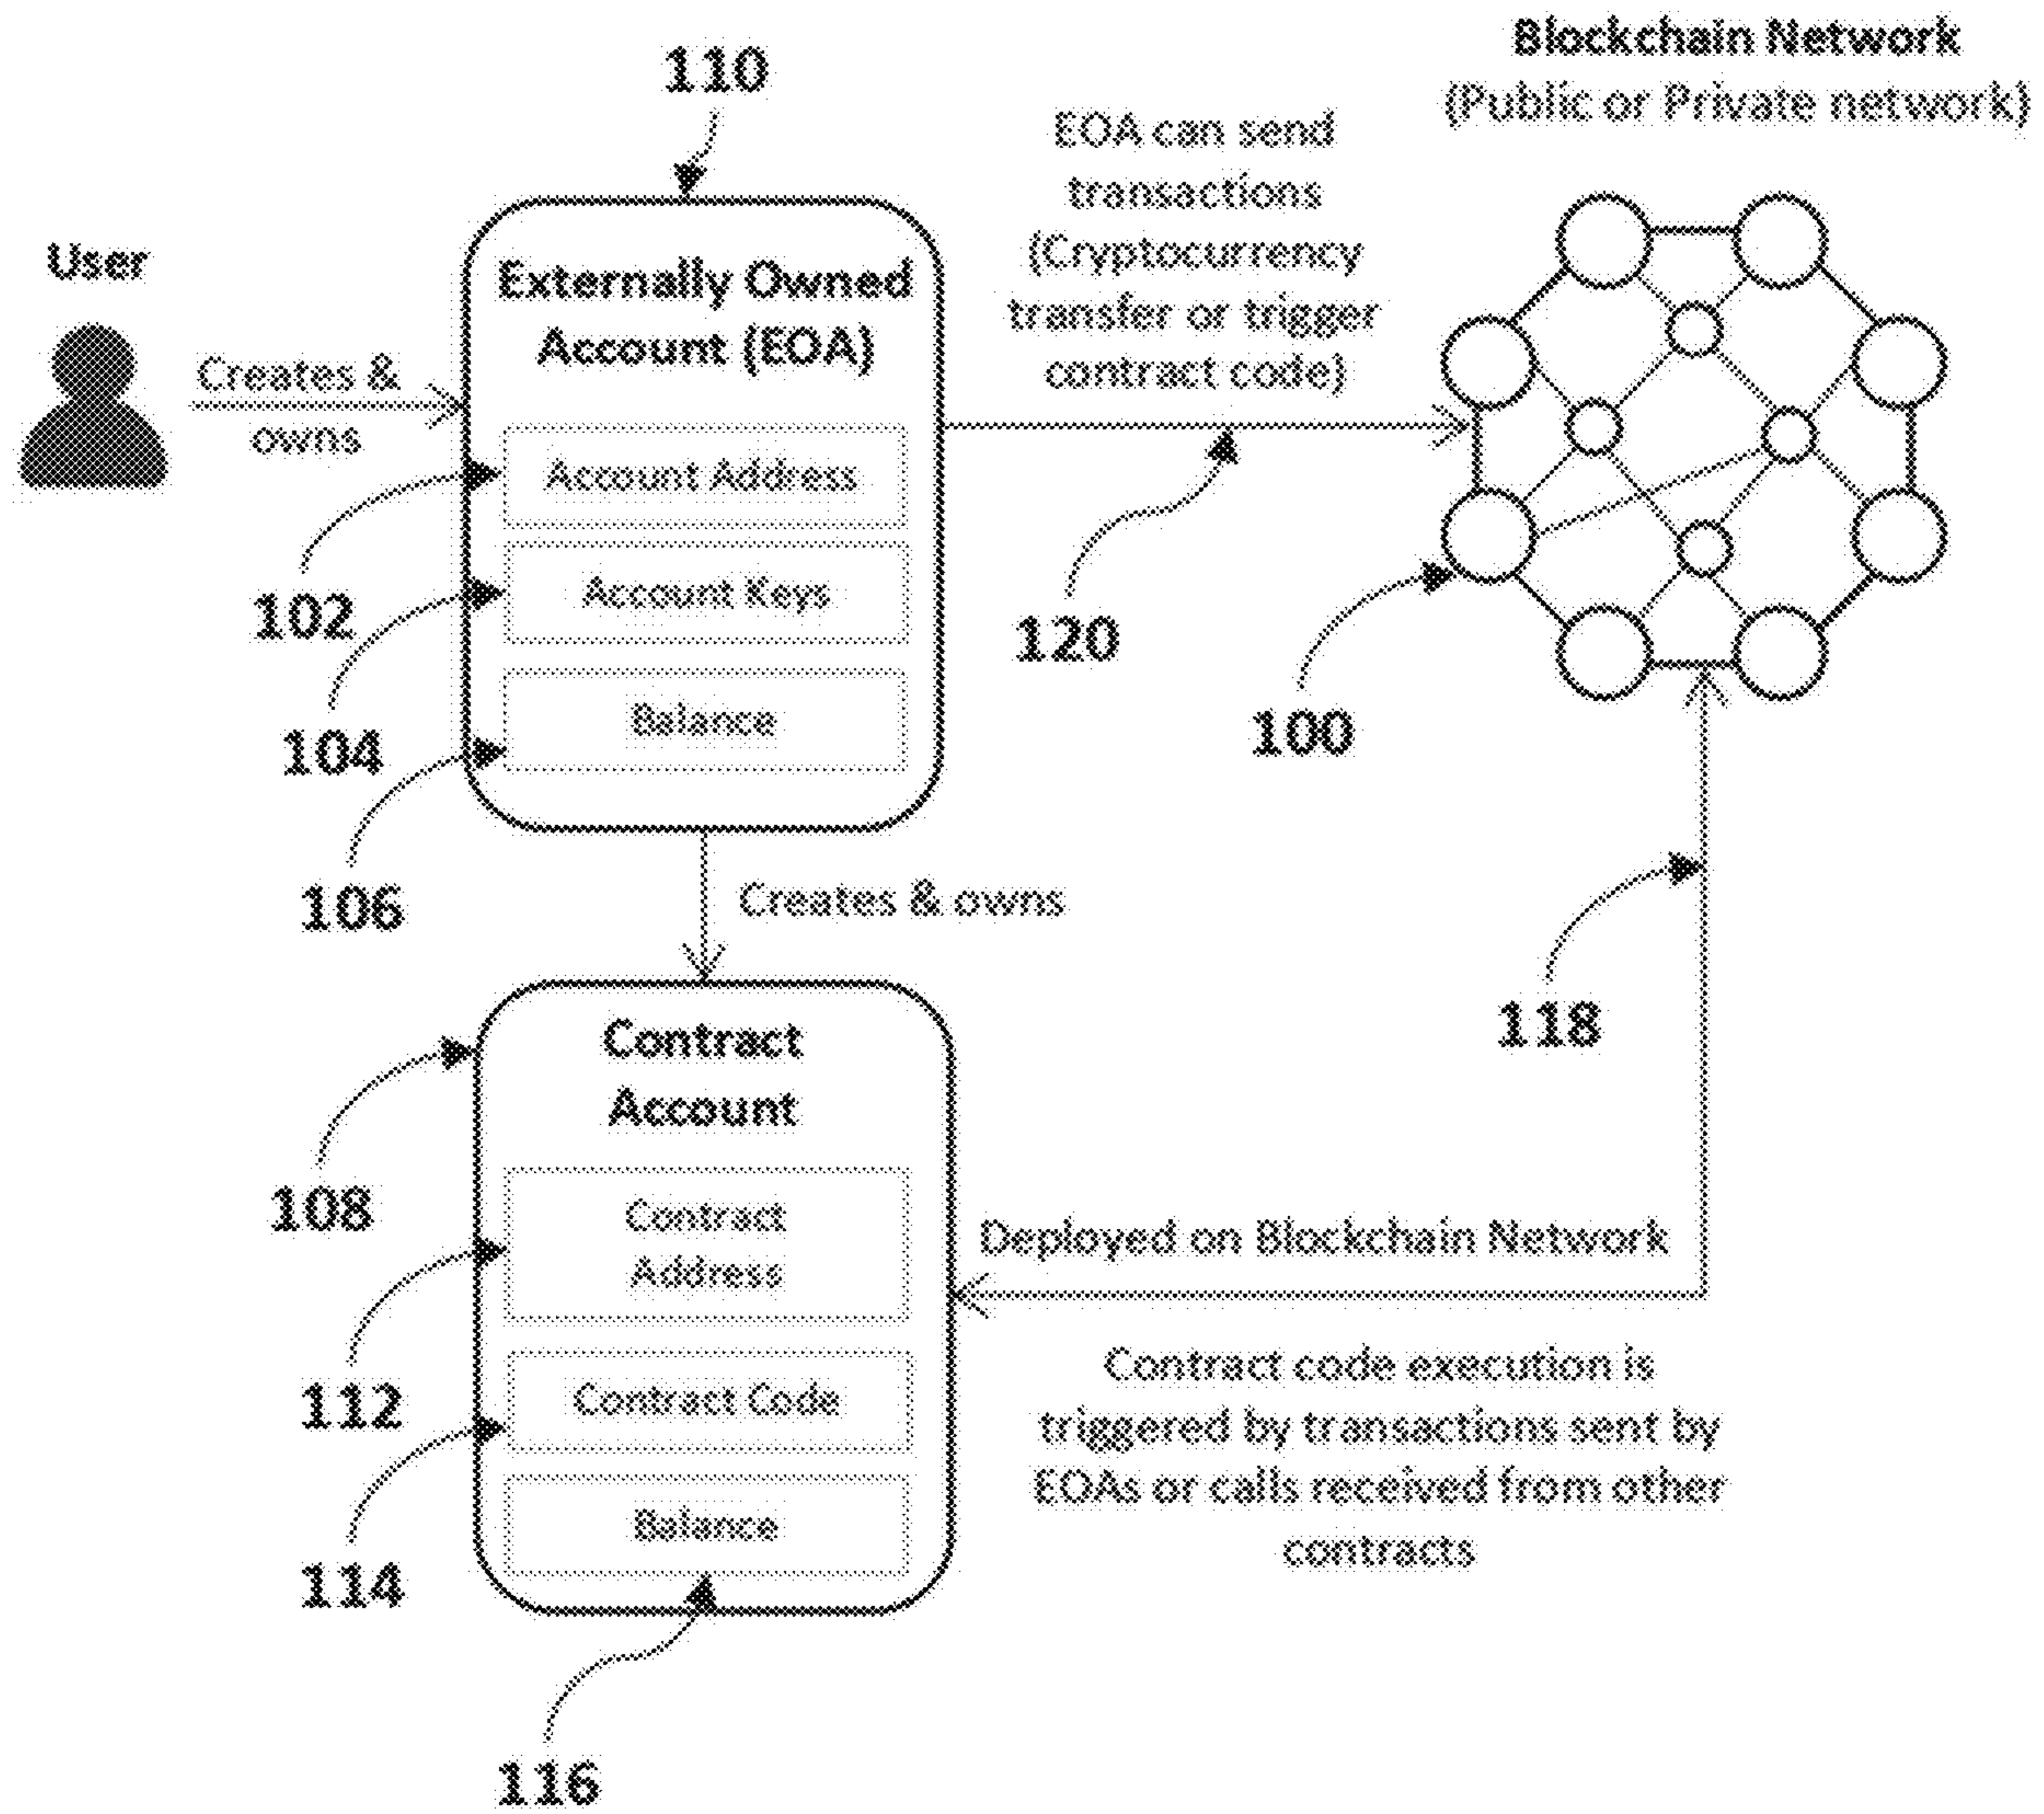 110
Blockchain Network
(Public or Private network)
EOA can send
transactions
(Cryptocurrency
transfer or trigger
contract code)
User
Creates &
owns
Externally Owned
Account (EOA)
Account Address
Account Keys
Balance
102
104
106
120
100
Creates & owns
118
Contract
Account
108
Contract
Address
Contract Code
Balance
112
114
116
Deployed on Blockchain Network
Contract code execution is
triggered by transactions sent by
EOAs or calls received from other
contracts